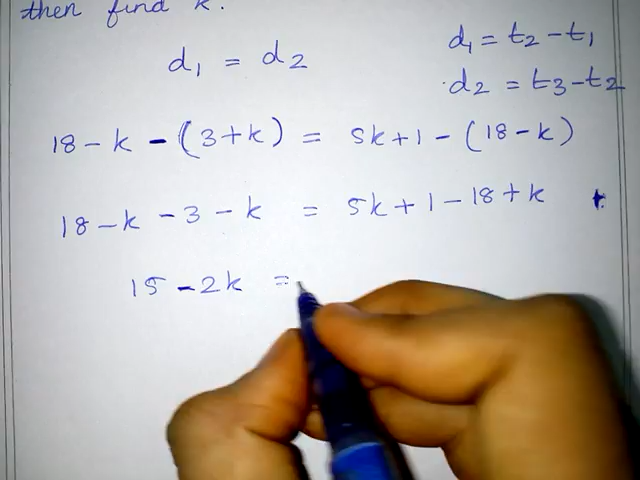 then find k.
d1 = t2 - t1
d1 = d2
d2 = t3 - t2
18 - k - (3 + k) = 5k + 1 - (18 - k)
18 - k - 3 - k = 5k + 1 - 18 + k
15 - 2k =